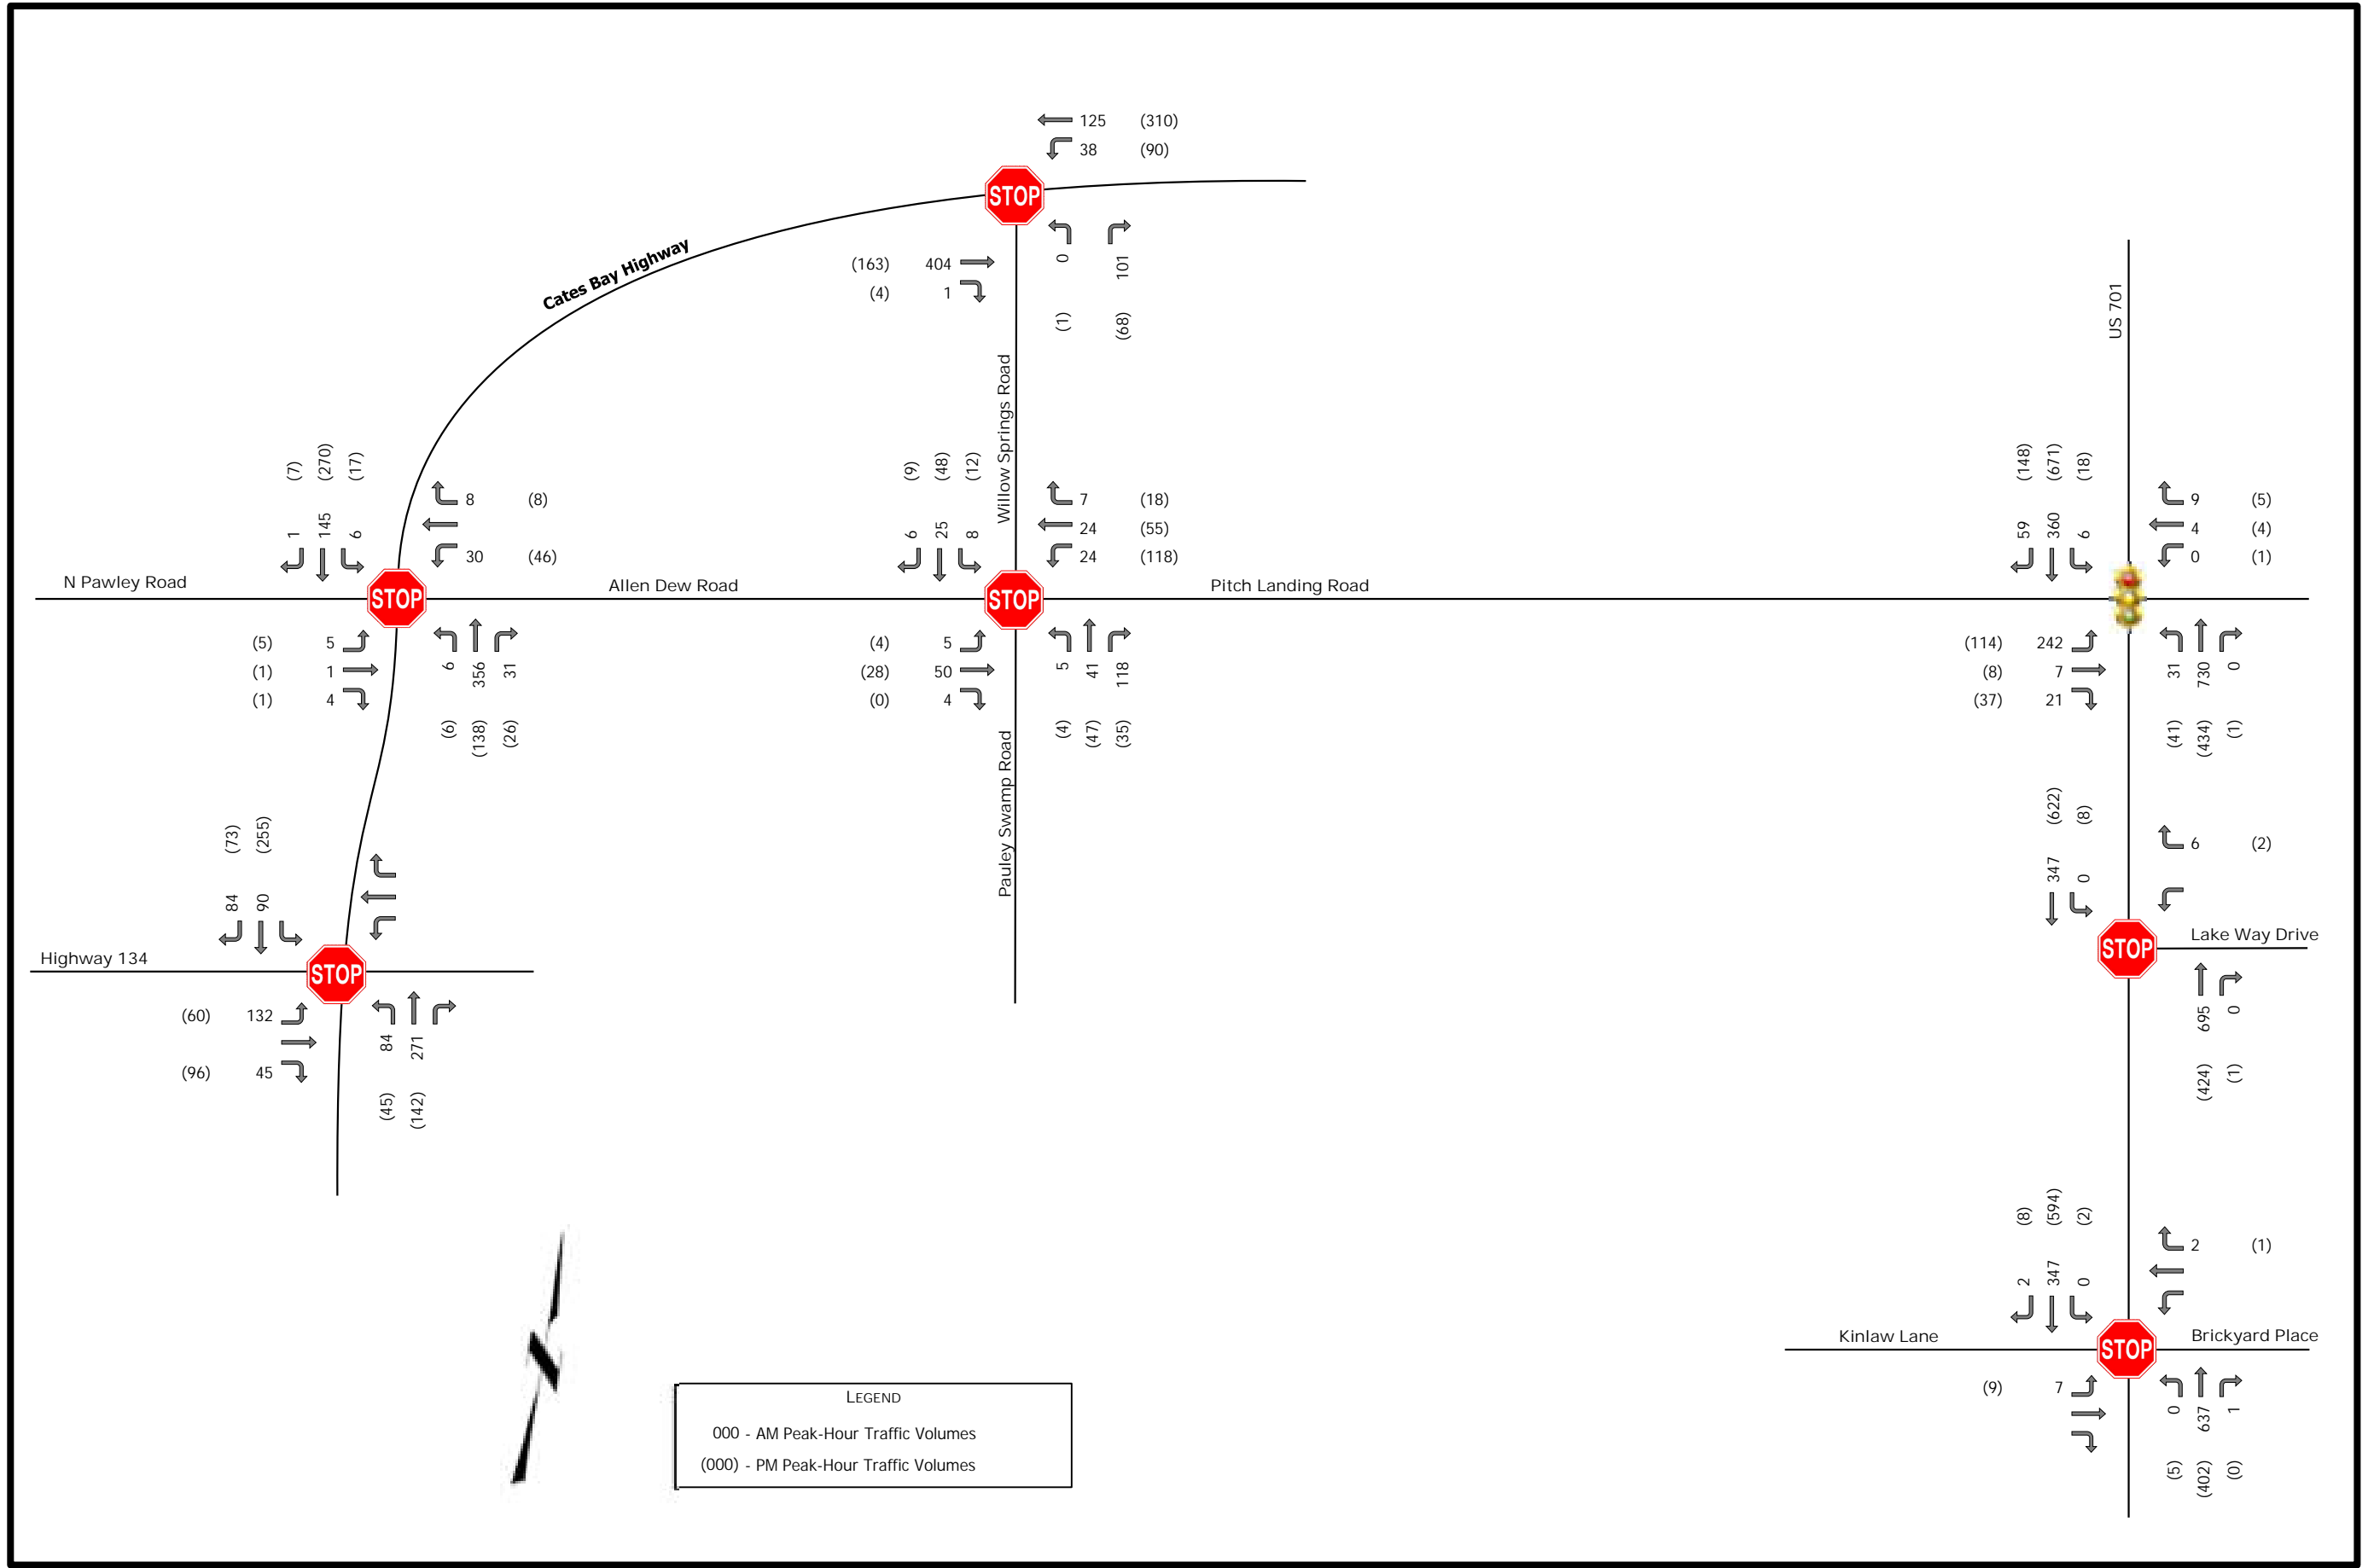 125 (310)
38 (90)
STOP
Cates Bay Highway
(163) 404
(4) 1
0 101
(1) (68)
US 701
Willow Springs Road
(7) (270) (17)
1 145 6
8 (8)
30 (46)
(9) (48) (12)
6 25 8
7 (18)
24 (55)
24 (118)
(148) (671) (18)
59 360 6
9 (5)
4 (4)
0 (1)
N Pawley Road
STOP
Allen Dew Road
STOP
Pitch Landing Road
(5) 5
(1) 1
(1) 4
6 356 31
(6) (138) (26)
(4) 5
(28) 50
(0) 4
5 41 118
(4) (47) (35)
(114) 242
(8) 7
(37) 21
31 730 0
(41) (434) (1)
Pauley Swamp Road
(73) (255)
84 90
(622) (8)
347 0
6 (2)
Highway 134
STOP
STOP
Lake Way Drive
(60) 132
(96) 45
84 271
(45) (142)
695 0
(424) (1)
(8) (594) (2)
2 347 0
2 (1)
Kinlaw Lane
STOP
Brickyard Place
(9) 7
0 637 1
(5) (402) (0)
N
LEGEND
000 - AM Peak-Hour Traffic Volumes
(000) - PM Peak-Hour Traffic Volumes